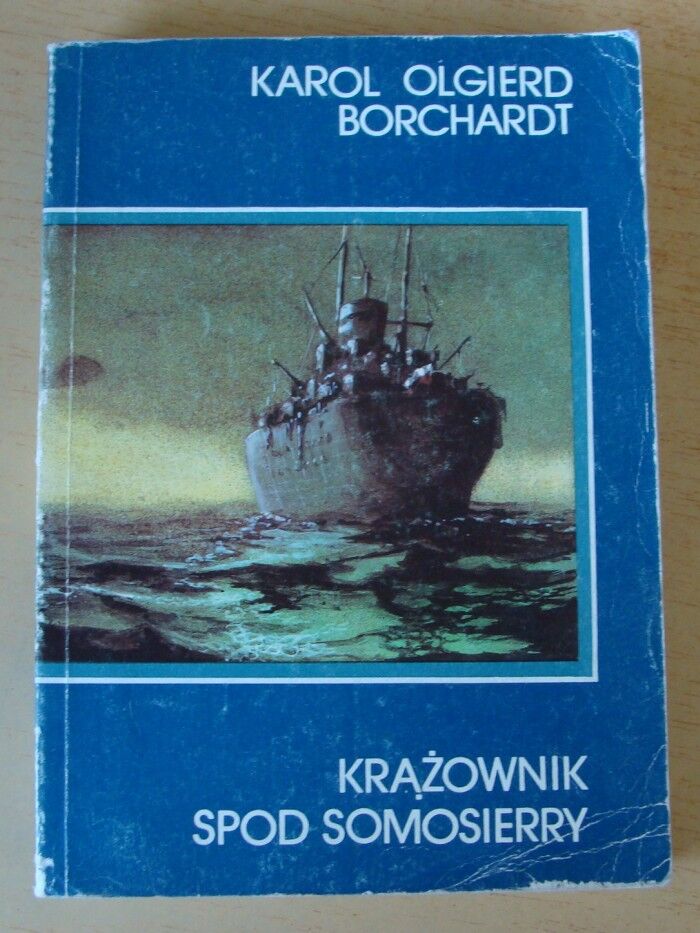 KAROL OLGIERD
BORCHARDT
KRĄŻOWNIK
SPOD SOMOSIERRY